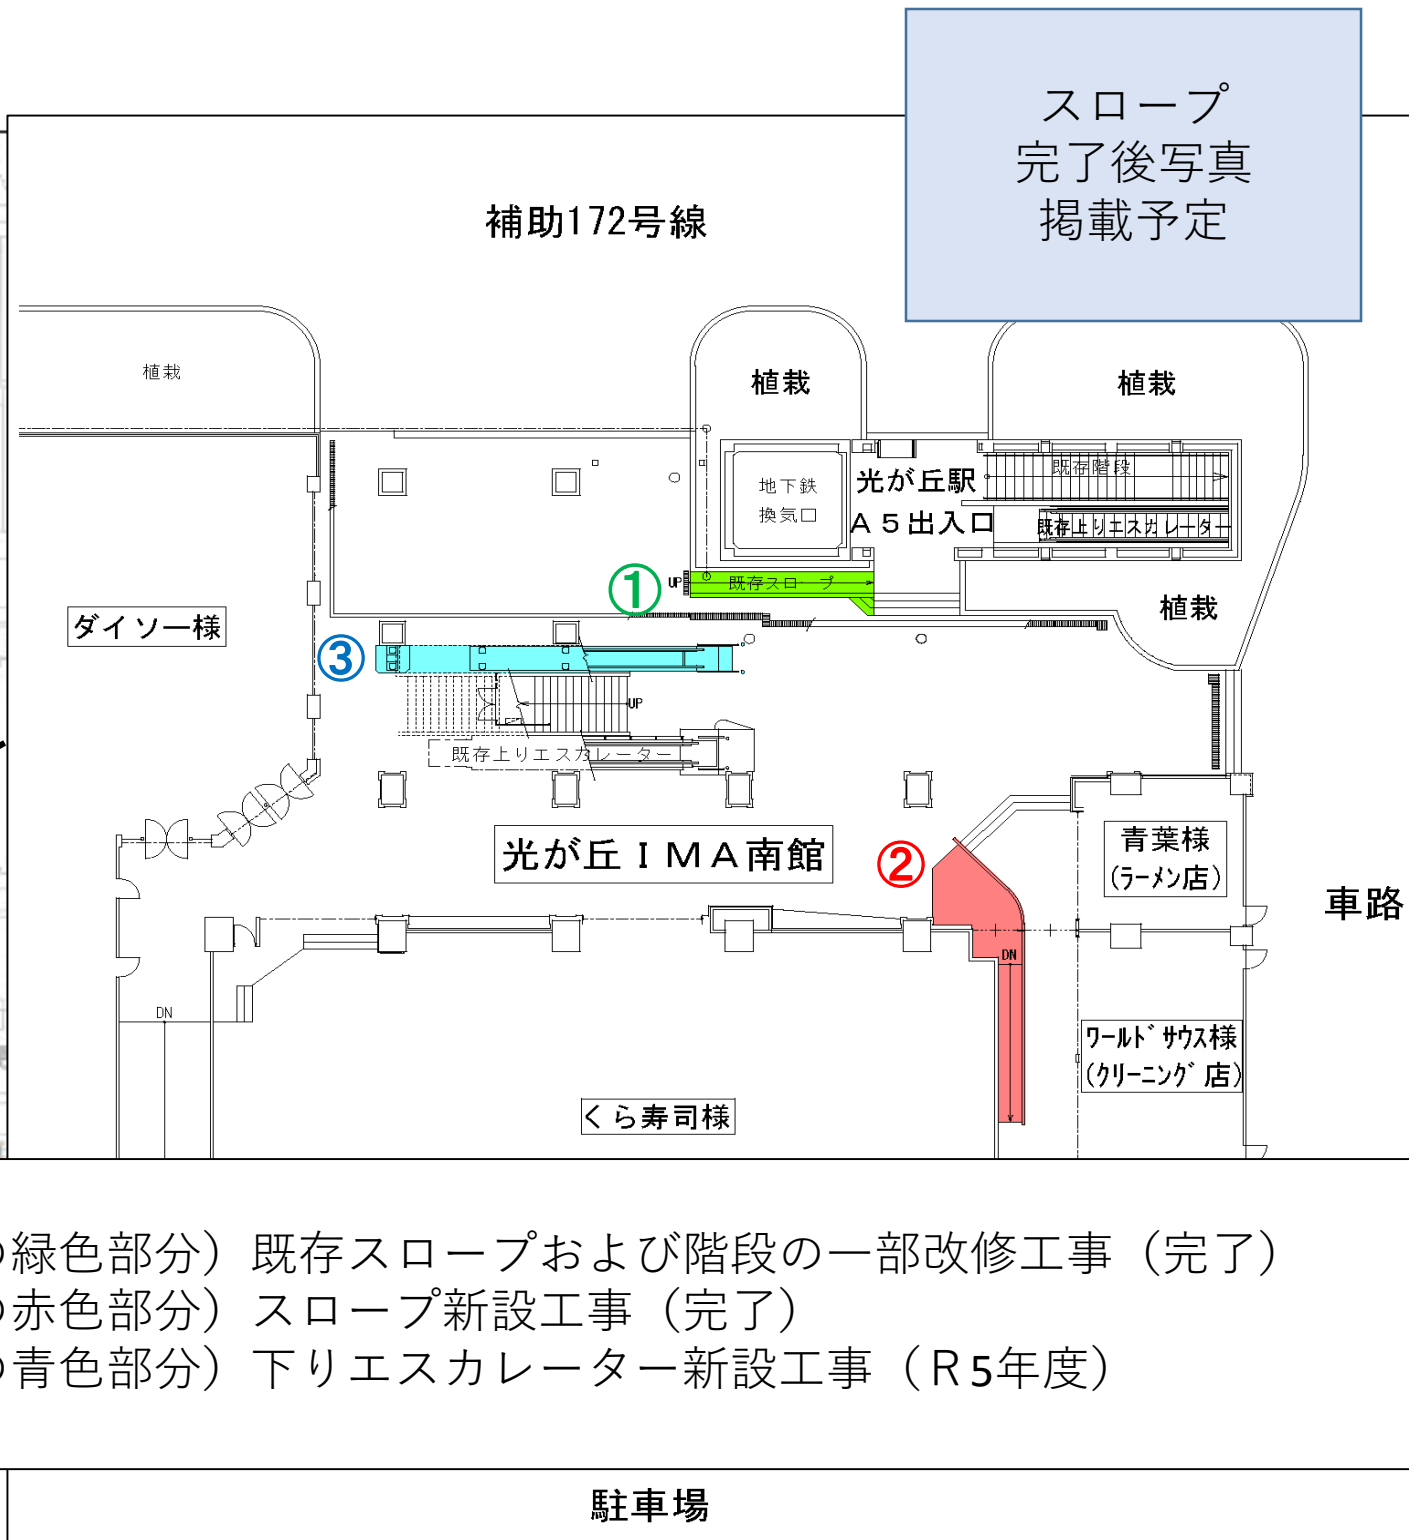 スロープ
完了後写真
掲載予定
補助172号線
植栽
植栽
植栽
既存階段
地下鉄
換気口
光が丘駅
A5出入口
既存上りエスカレーター
①
UP
既存スロープ
植栽
ダイソー様
③
UP
既存上りエスカレーター
光が丘IMA南館
②
青葉様
(ラーメン店)
車路
DN
DN
ワールドサウス様
(クリーニング店)
くら寿司様
の緑色部分）既存スロープおよび階段の一部改修工事（完了）
の赤色部分）スロープ新設工事（完了）
の青色部分）下りエスカレーター新設工事（R5年度）
駐車場